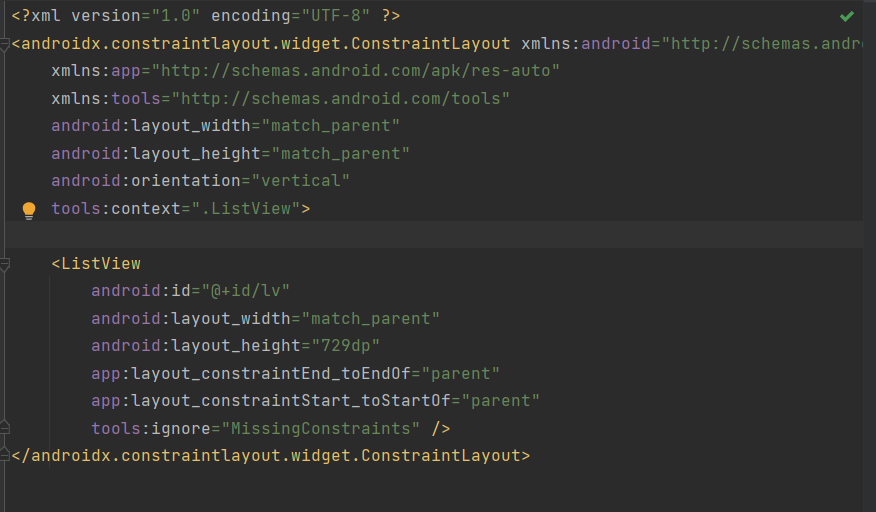 <?xml version="1.0" encoding="UTF-8" ?>
<androidx.constraintlayout.widget.ConstraintLayout xmlns:android="http://schemas.andr
xmlns:app="http://schemas.android.com/apk/res-auto"
xmlns:tools="http://schemas.android.com/tools"
android:layout_width="match_parent"
android:layout_height="match_parent"
android:orientation="vertical"
tools:context=".ListView">
<ListView
android:id="@+id/lv"
android:layout_width="match_parent"
android:layout_height="729dp"
app:layout_constraintEnd_toEndOf="parent"
app:layout_constraintStart_toStartOf="parent"
tools:ignore="MissingConstraints" />
</androidx.constraintlayout.widget.ConstraintLayout>